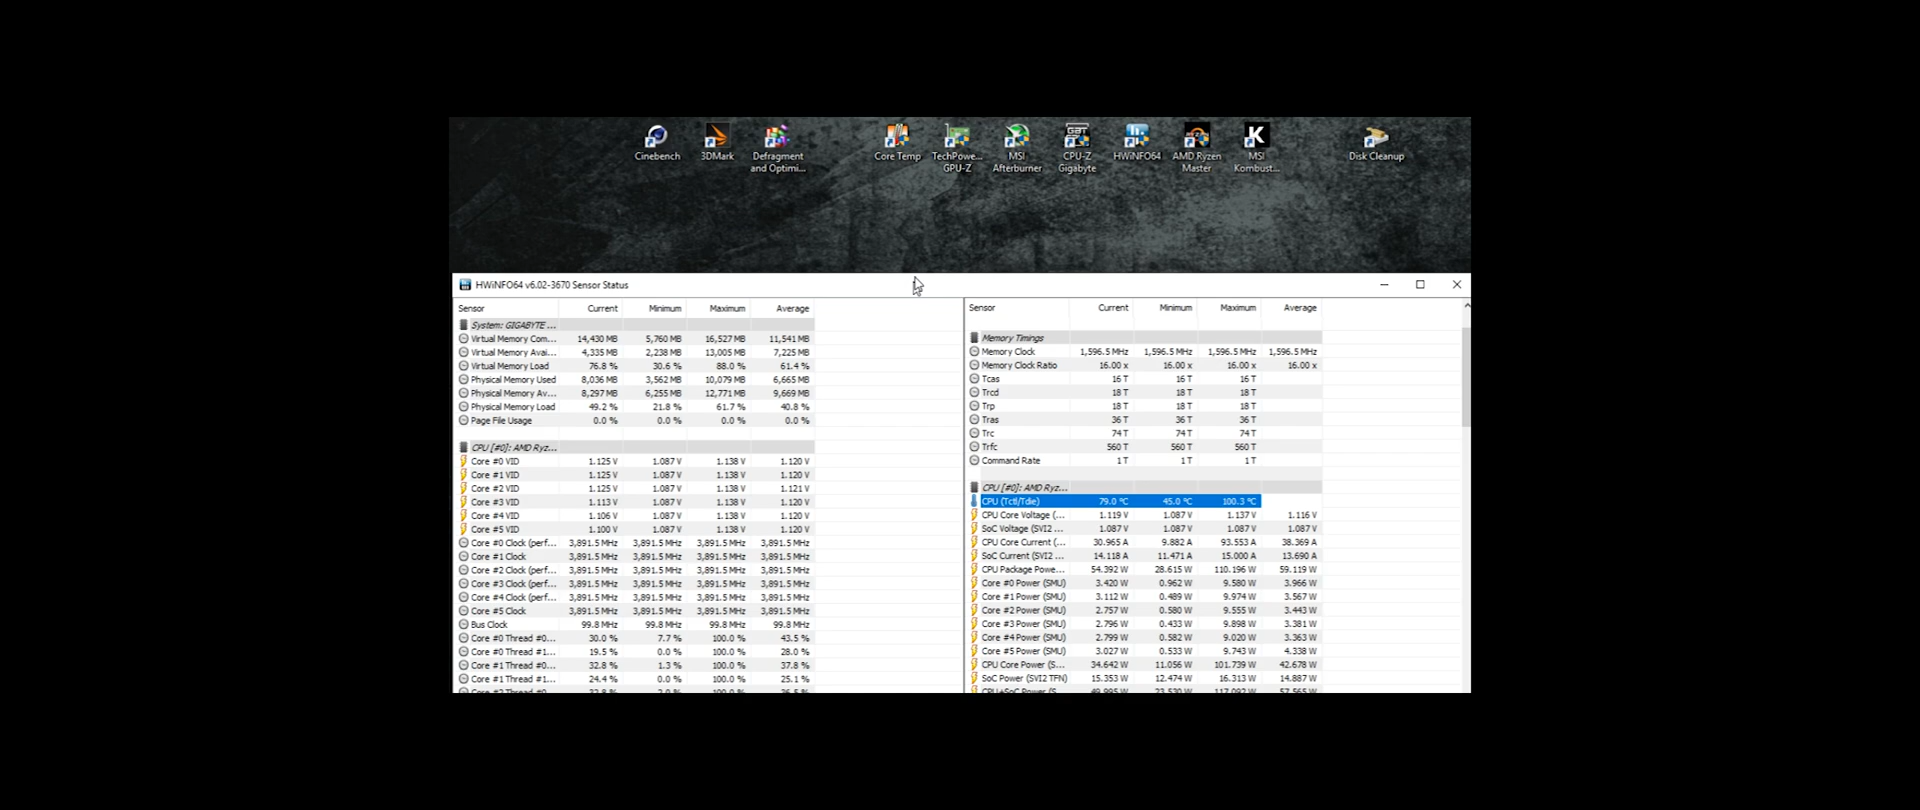 Cinebench
3DMark
Defragment
and Optimi...
Core Temp
TechPowe...
GPU-Z
MSI
Afterburner
CPU-Z
Gigabyte
HWiNFO64
AMD Ryzen
Master
MSI
Kombust...
Disk Cleanup
HWiNFO64 v6.02-3670 Sensor Status
Sensor Current Minimum Maximum Average
System: GIGABYTE ...
Virtual Memory Com... 14,430 MB 5,760 MB 16,527 MB 11,541 MB
Virtual Memory Avai... 4,335 MB 2,238 MB 13,005 MB 7,225 MB
Virtual Memory Load 76.8 % 30.6 % 88.0 % 61.4 %
Physical Memory Used 8,036 MB 3,562 MB 10,079 MB 6,665 MB
Physical Memory Av... 8,297 MB 6,255 MB 12,771 MB 9,669 MB
Physical Memory Load 49.2 % 21.8 % 61.7 % 40.8 %
Page File Usage 0.0 % 0.0 % 0.0 % 0.0 %
CPU [#0]: AMD Ryz...
Core #0 VID 1.125 V 1.087 V 1.138 V 1.120 V
Core #1 VID 1.125 V 1.087 V 1.138 V 1.120 V
Core #2 VID 1.125 V 1.087 V 1.138 V 1.121 V
Core #3 VID 1.113 V 1.087 V 1.138 V 1.120 V
Core #4 VID 1.106 V 1.087 V 1.138 V 1.120 V
Core #5 VID 1.100 V 1.087 V 1.138 V 1.120 V
Core #0 Clock (perf... 3,891.5 MHz 3,891.5 MHz 3,891.5 MHz 3,891.5 MHz
Core #1 Clock 3,891.5 MHz 3,891.5 MHz 3,891.5 MHz 3,891.5 MHz
Core #2 Clock (perf... 3,891.5 MHz 3,891.5 MHz 3,891.5 MHz 3,891.5 MHz
Core #3 Clock (perf... 3,891.5 MHz 3,891.5 MHz 3,891.5 MHz 3,891.5 MHz
Core #4 Clock (perf... 3,891.5 MHz 3,891.5 MHz 3,891.5 MHz 3,891.5 MHz
Core #5 Clock 3,891.5 MHz 3,891.5 MHz 3,891.5 MHz 3,891.5 MHz
Bus Clock 99.8 MHz 99.8 MHz 99.8 MHz 99.8 MHz
Core #0 Thread #0... 30.0 % 7.7 % 100.0 % 43.5 %
Core #0 Thread #1... 19.5 % 0.0 % 100.0 % 28.0 %
Core #1 Thread #0... 32.8 % 1.3 % 100.0 % 37.8 %
Core #1 Thread #1... 24.4 % 0.0 % 100.0 % 25.1 %
Sensor Current Minimum Maximum Average
Memory Timings
Memory Clock 1,596.5 MHz 1,596.5 MHz 1,596.5 MHz 1,596.5 MHz
Memory Clock Ratio 16.00 x 16.00 x 16.00 x 16.00 x
Tcas 16 T 16 T 16 T
Trcd 18 T 18 T 18 T
Trp 18 T 18 T 18 T
Tras 36 T 36 T 36 T
Trc 74 T 74 T 74 T
Trfc 560 T 560 T 560 T
Command Rate 1 T 1 T 1 T
CPU [#0]: AMD Ryz...
CPU (Tctl/Tdie) 79.0 °C 45.0 °C 100.3 °C
CPU Core Voltage (... 1.119 V 1.087 V 1.137 V 1.116 V
SoC Voltage (SVI2 ... 1.087 V 1.087 V 1.087 V 1.087 V
CPU Core Current (... 30.965 A 9.882 A 93.553 A 38.369 A
SoC Current (SVI2 ... 14.118 A 11.471 A 15.000 A 13.690 A
CPU Package Powe... 54.392 W 28.615 W 110.196 W 59.119 W
Core #0 Power (SMU) 3.420 W 0.962 W 9.580 W 3.966 W
Core #1 Power (SMU) 3.112 W 0.489 W 9.974 W 3.567 W
Core #2 Power (SMU) 2.757 W 0.580 W 9.555 W 3.443 W
Core #3 Power (SMU) 2.796 W 0.433 W 9.898 W 3.381 W
Core #4 Power (SMU) 2.799 W 0.582 W 9.020 W 3.363 W
Core #5 Power (SMU) 3.027 W 0.533 W 9.743 W 4.338 W
CPU Core Power (S... 34.642 W 11.056 W 101.739 W 42.678 W
SoC Power (SVI2 TFN) 15.353 W 12.474 W 16.313 W 14.887 W